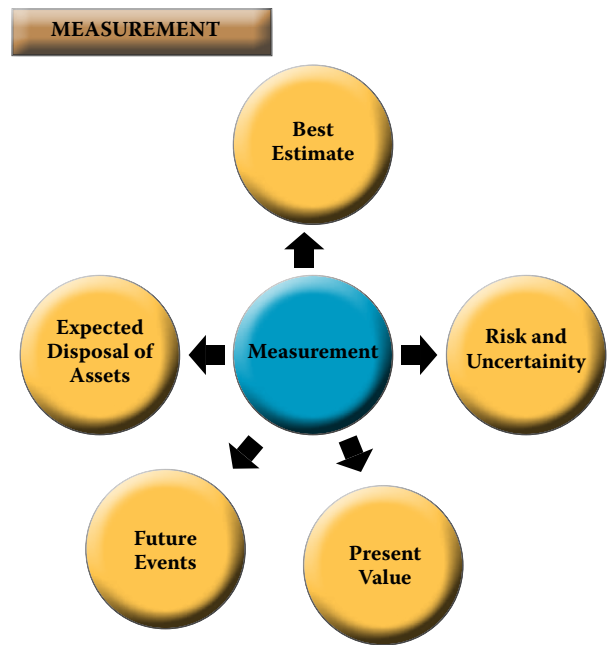 MEASUREMENT
Best
Estimate
Expected
Disposal of
Assets
Measurement
Risk and
Uncertainity
Future
Events
Present
Value